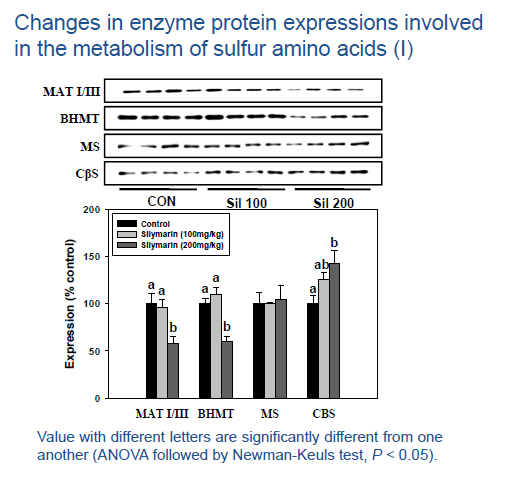 Changes in enzyme protein expressions involved
in the metabolism of sulfur amino acids (I)
MAT I/III
BHMT
MS
CβS
CON Sil 100 Sil 200
200
150
100
50
0
Expression (% control)
Control
Silymarin (100mg/kg)
Silymarin (200mg/kg)
a a b
a a b
a ab b
MAT I/III BHMT MS CBS
Value with different letters are significantly different from one
another (ANOVA followed by Newman-Keuls test, P < 0.05).